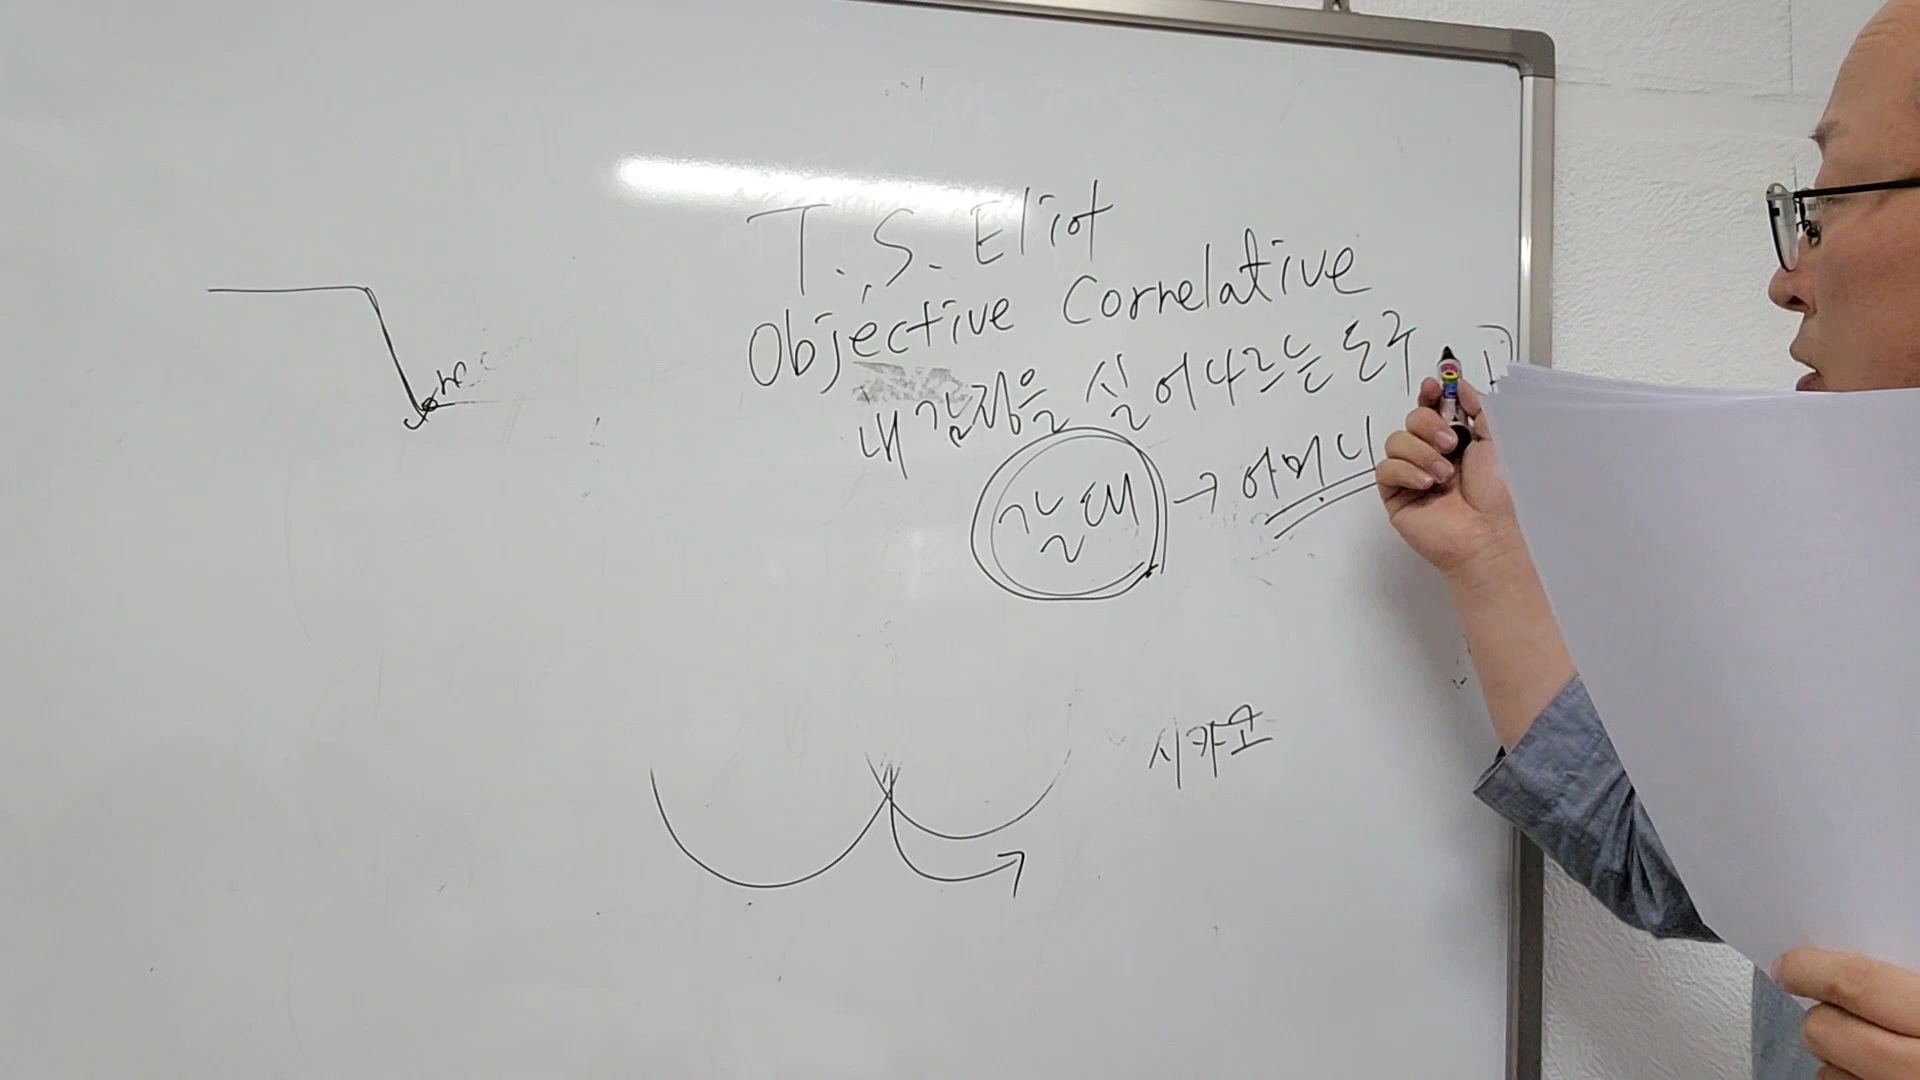 T.S. Eliot
Objective Correlative
내 감정을 실어나르는 도구
갈대 → 어머니
시카고